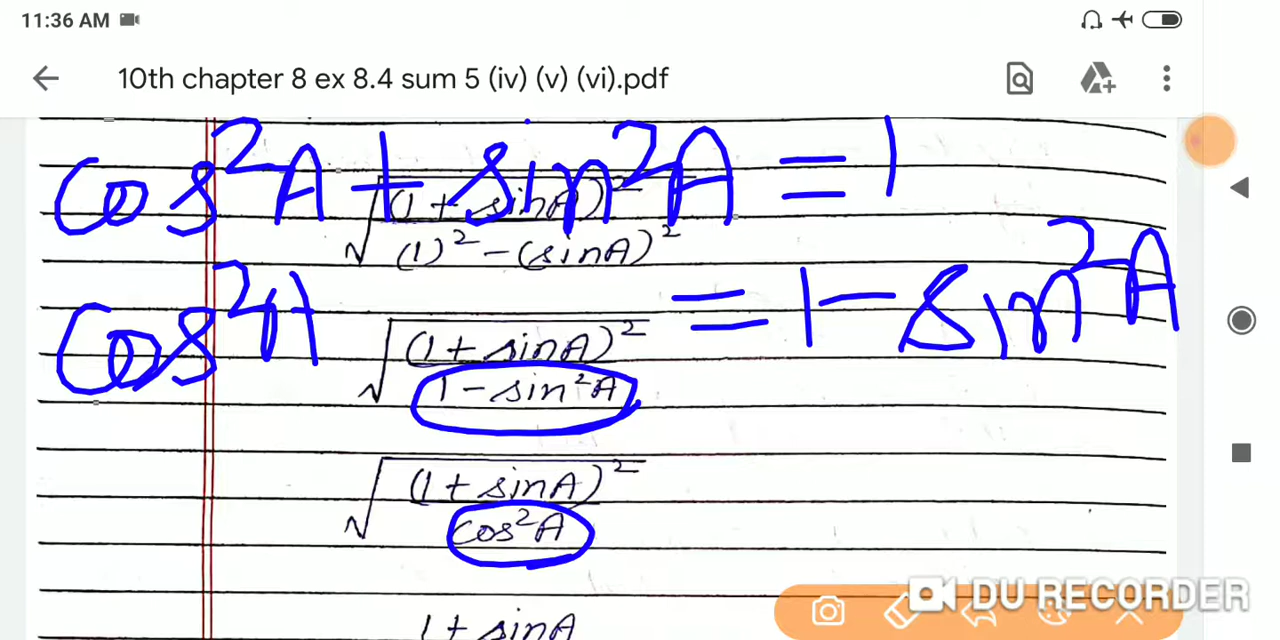 11:36 AM
10th chapter 8 ex 8.4 sum 5 (iv) (v) (vi).pdf
cos²A + sin²A = 1
√((1 + sinA)² / (1)² - (sinA)²)
cos²A = 1 - sin²A
√((1 + sinA)² / 1 - sin²A)
√((1 + sinA)² / cos²A)
1 + sinA
DU RECORDER